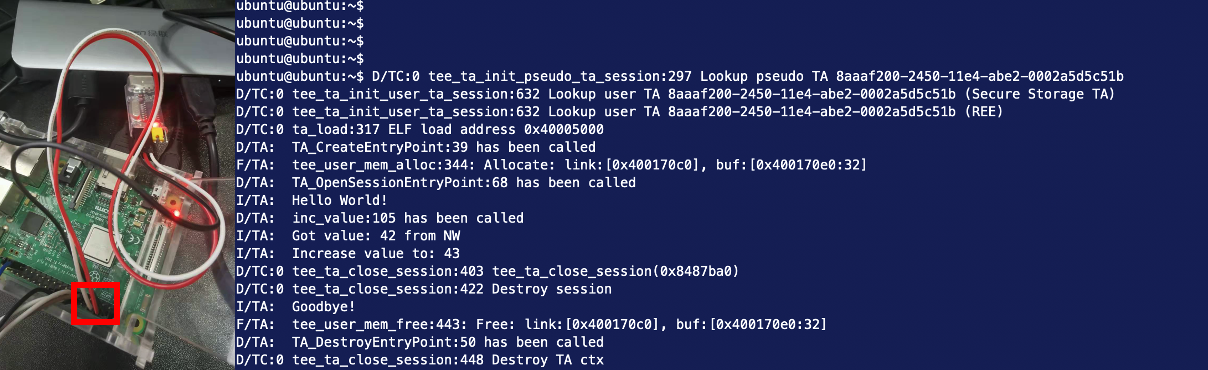 ubuntu@ubuntu:~$
ubuntu@ubuntu:~$
ubuntu@ubuntu:~$
ubuntu@ubuntu:~$
ubuntu@ubuntu:~$ D/TC:0 tee_ta_init_pseudo_ta_session:297 Lookup pseudo TA 8aaaf200-2450-11e4-abe2-0002a5d5c51b
D/TC:0 tee_ta_init_user_ta_session:632 Lookup user TA 8aaaf200-2450-11e4-abe2-0002a5d5c51b (Secure Storage TA)
D/TC:0 tee_ta_init_user_ta_session:632 Lookup user TA 8aaaf200-2450-11e4-abe2-0002a5d5c51b (REE)
D/TC:0 ta_load:317 ELF load address 0x40005000
D/TA:  TA_CreateEntryPoint:39 has been called
F/TA:  tee_user_mem_alloc:344: Allocate: link:[0x400170c0], buf:[0x400170e0:32]
D/TA:  TA_OpenSessionEntryPoint:68 has been called
I/TA:  Hello World!
D/TA:  inc_value:105 has been called
I/TA:  Got value: 42 from NW
I/TA:  Increase value to: 43
D/TC:0 tee_ta_close_session:403 tee_ta_close_session(0x8487ba0)
D/TC:0 tee_ta_close_session:422 Destroy session
I/TA:  Goodbye!
F/TA:  tee_user_mem_free:443: Free: link:[0x400170c0], buf:[0x400170e0:32]
D/TA:  TA_DestroyEntryPoint:50 has been called
D/TC:0 tee_ta_close_session:448 Destroy TA ctx